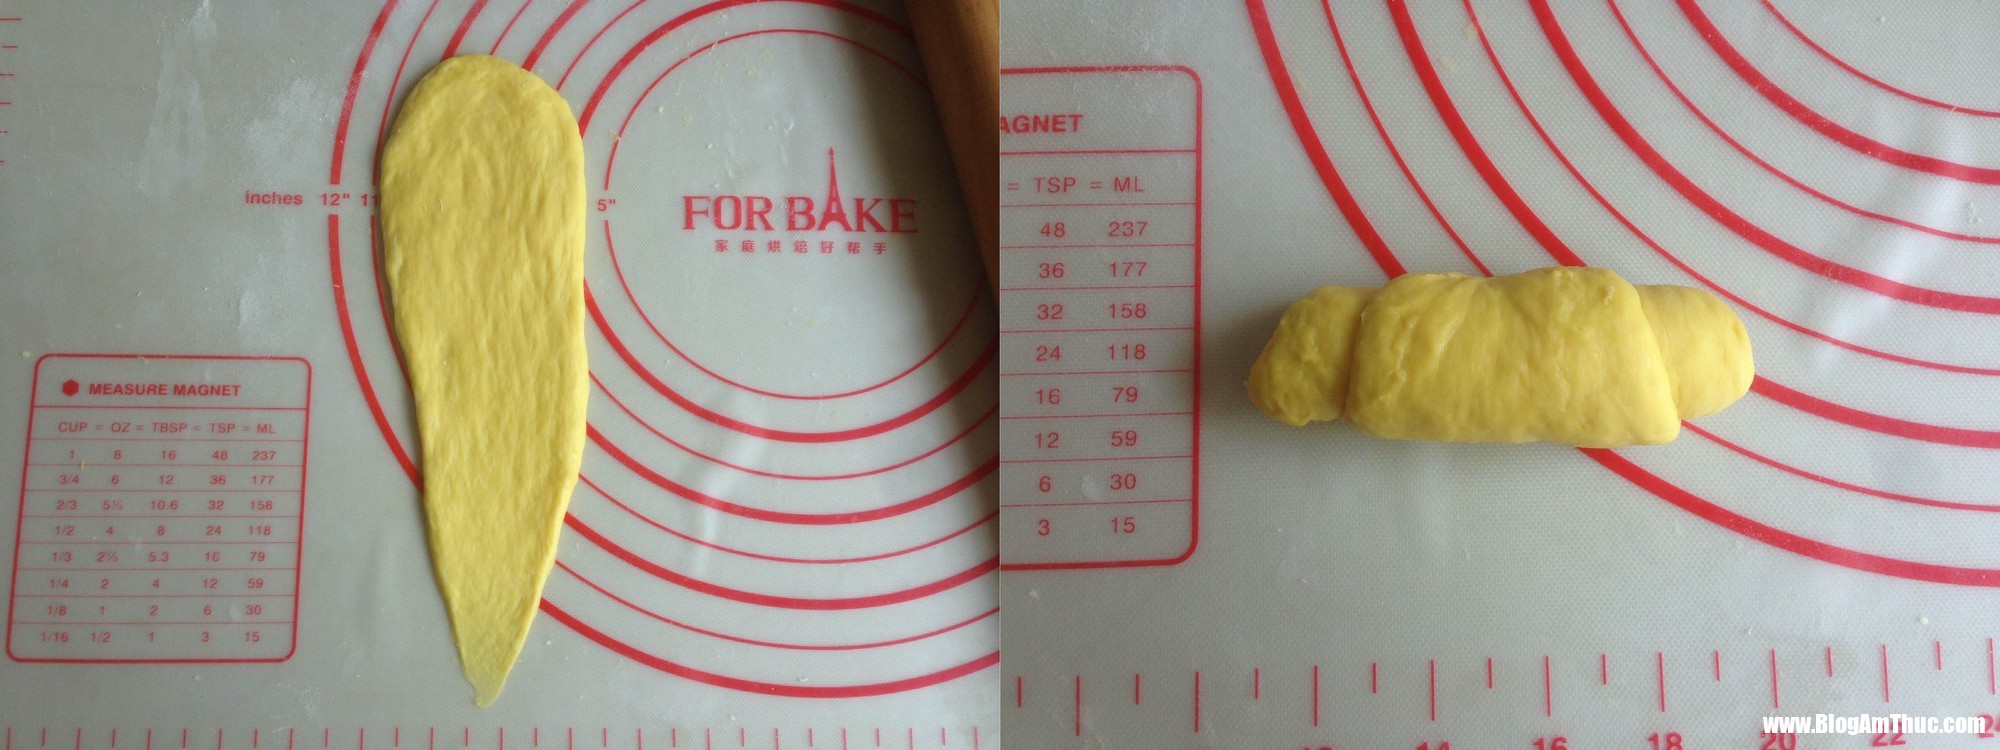 inches 12" 11
5"
FOR BAKE
家庭烘焙好帮手
MEASURE MAGNET
CUP = OZ = TBSP = TSP = ML
1 8 16 48 237
3/4 6 12 36 177
2/3 5⅓ 10.6 32 158
1/2 4 8 24 118
1/3 2⅔ 5.3 16 79
1/4 2 4 12 59
1/8 1 2 6 30
1/16 1/2 1 3 15
AGNET
= TSP = ML
48 237
36 177
32 158
24 118
16 79
12 59
6 30
3 15
14 16 18 20 22
www.BlogAmThuc.com